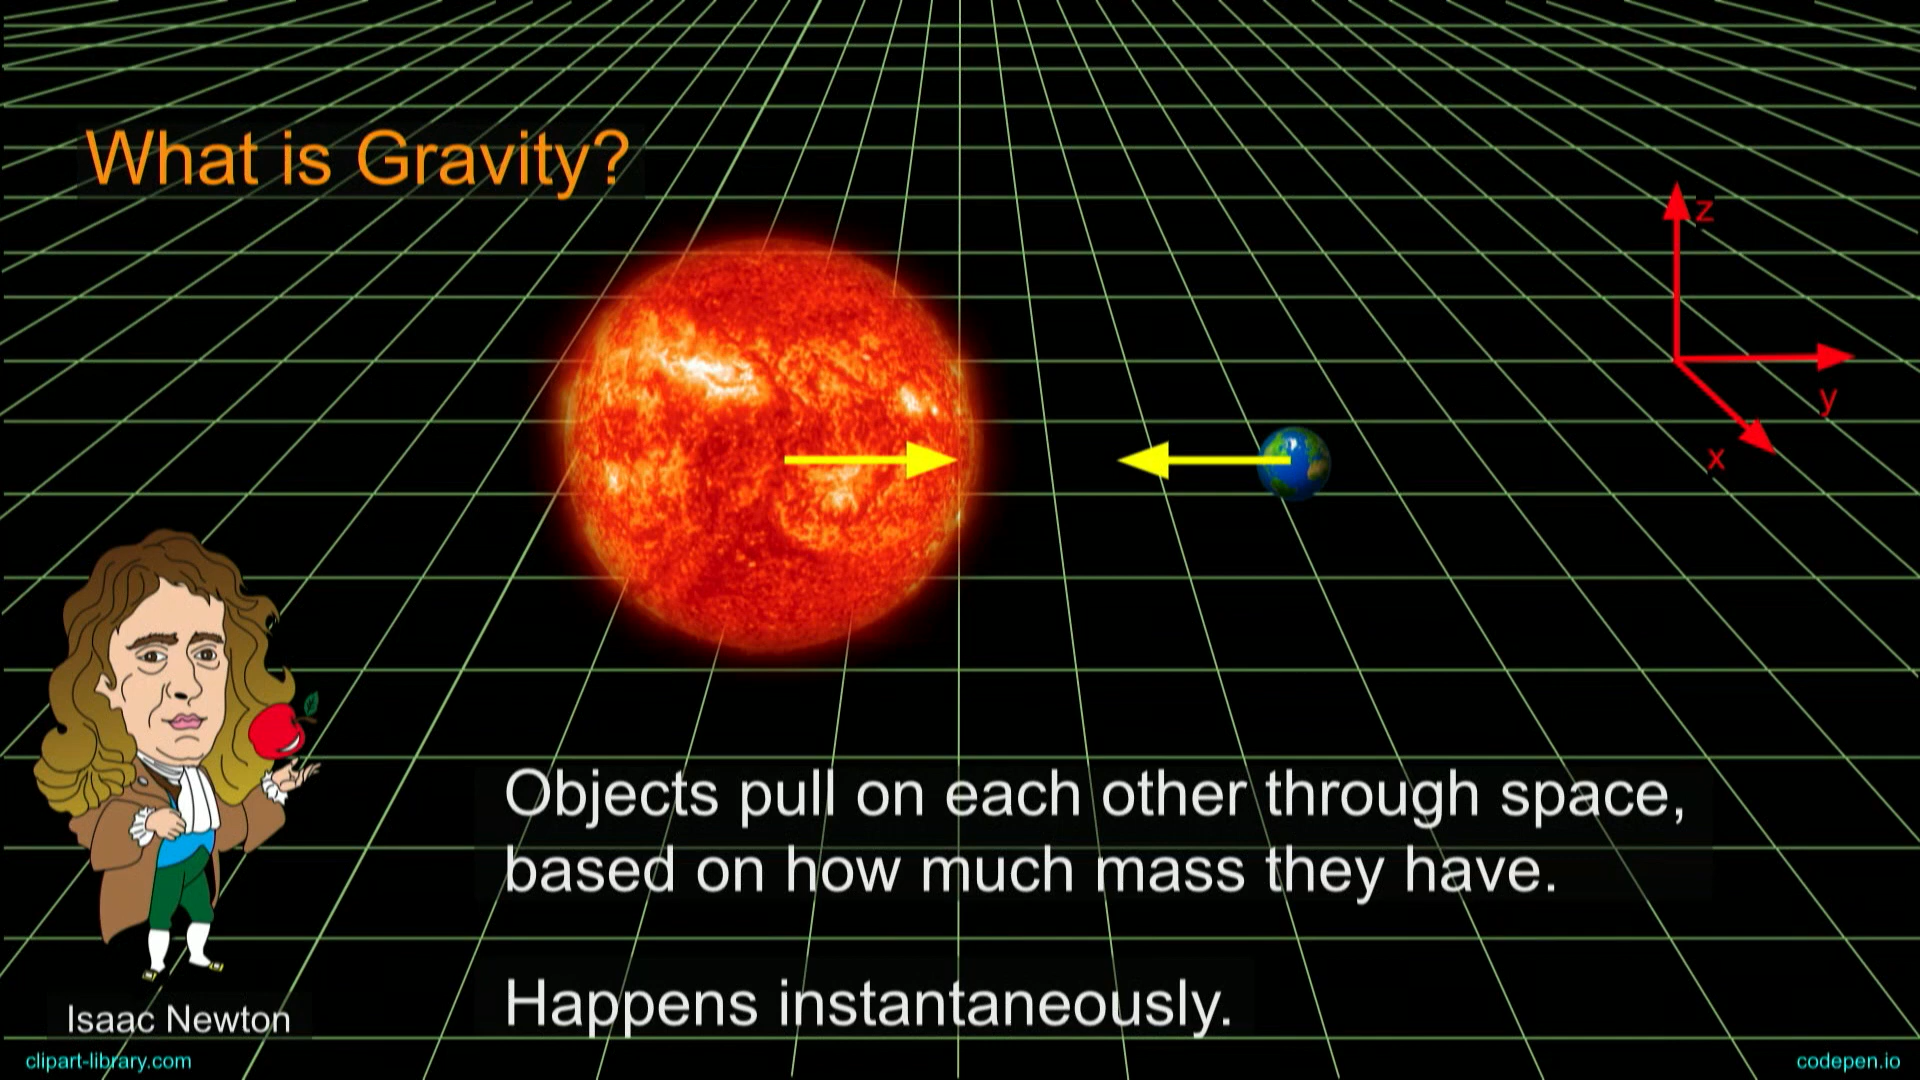 What is Gravity?
z
y
x
Objects pull on each other through space,
based on how much mass they have.
Happens instantaneously.
Isaac Newton
clipart-library.com
codepen.io